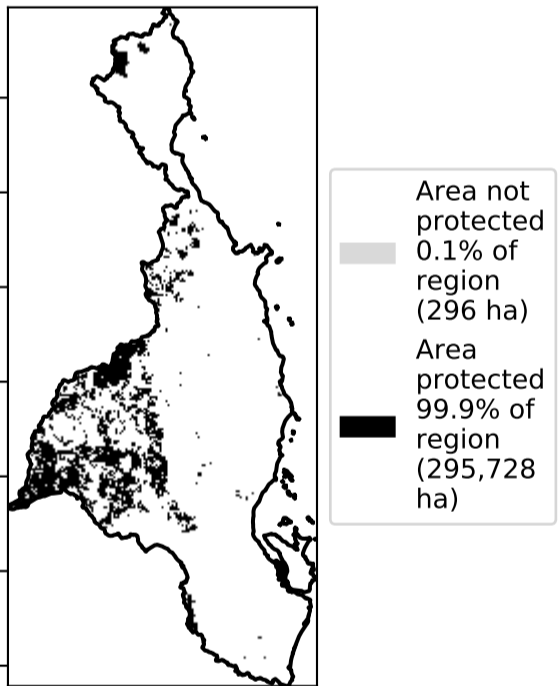 Area not
protected
0.1% of
region
(296 ha)
Area
protected
99.9% of
region
(295,728
ha)